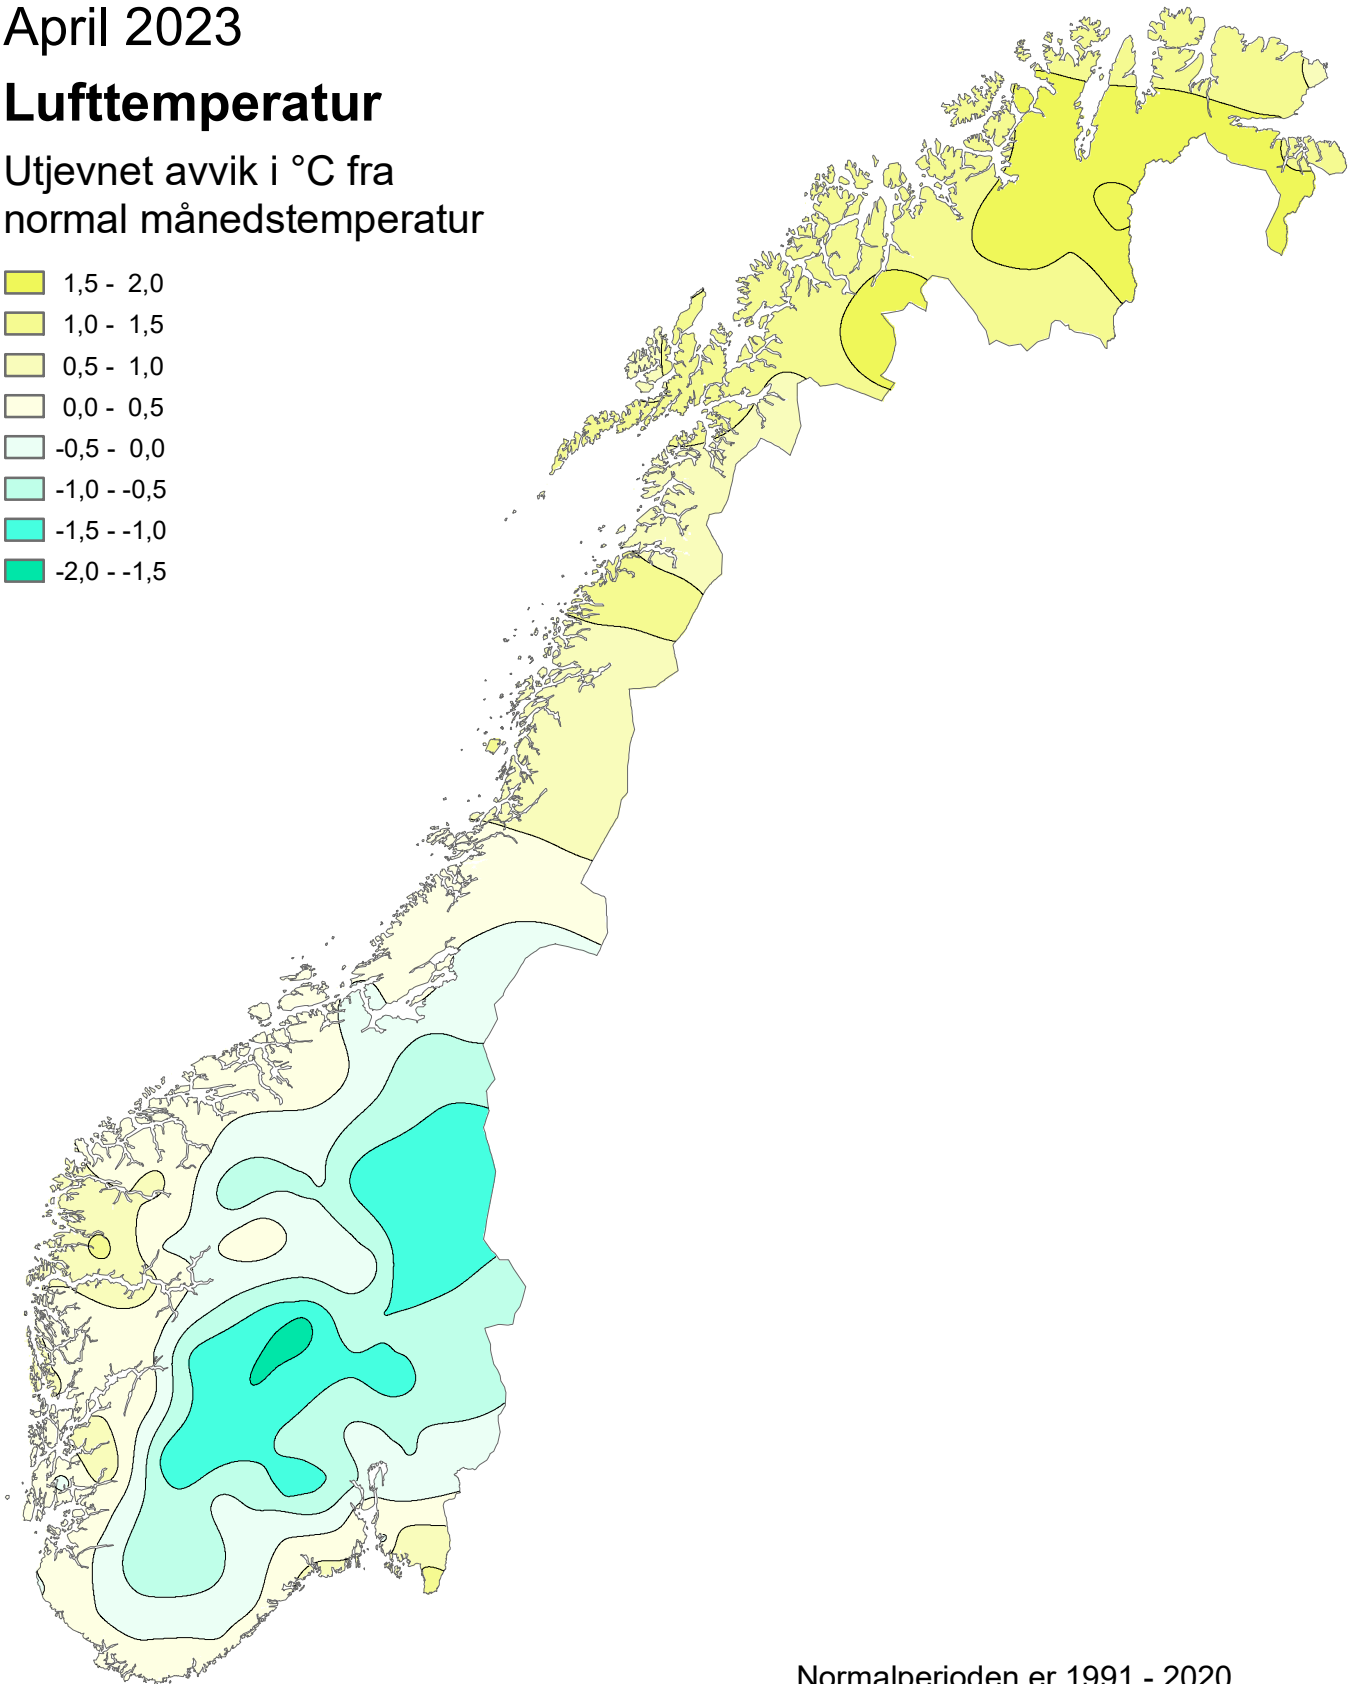 April 2023
Lufttemperatur
Utjevnet avvik i °C fra
normal månedstemperatur
1,5 - 2,0
1,0 - 1,5
0,5 - 1,0
0,0 - 0,5
-0,5 - 0,0
-1,0 - -0,5
-1,5 - -1,0
-2,0 - -1,5
Normalperioden er 1991 - 2020